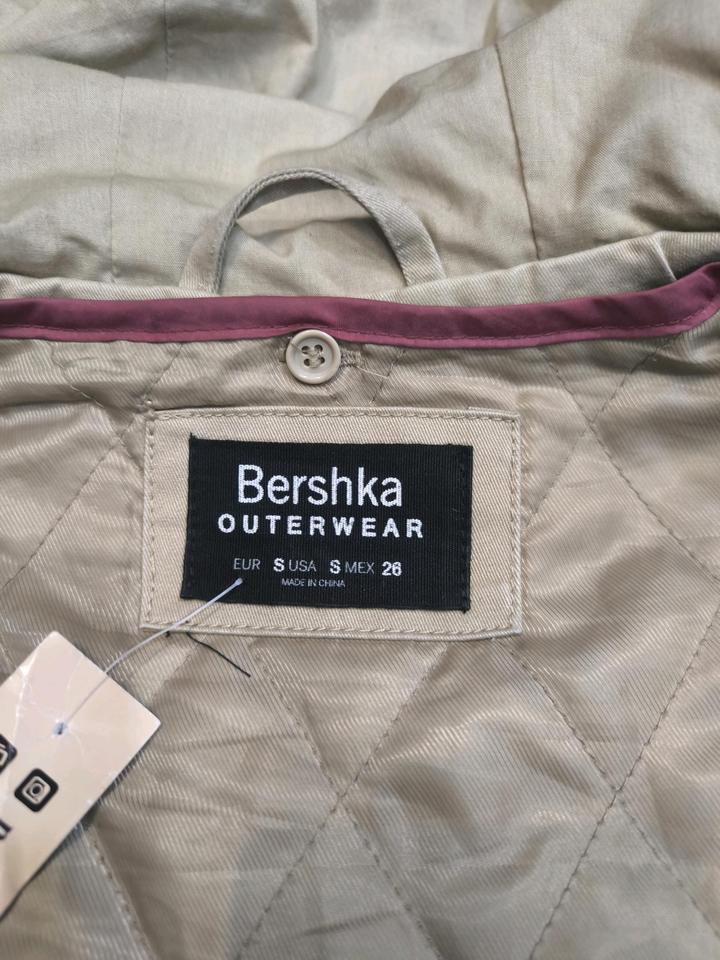 Bershka
OUTERWEAR
EUR S USA S MEX 26
MADE IN CHINA